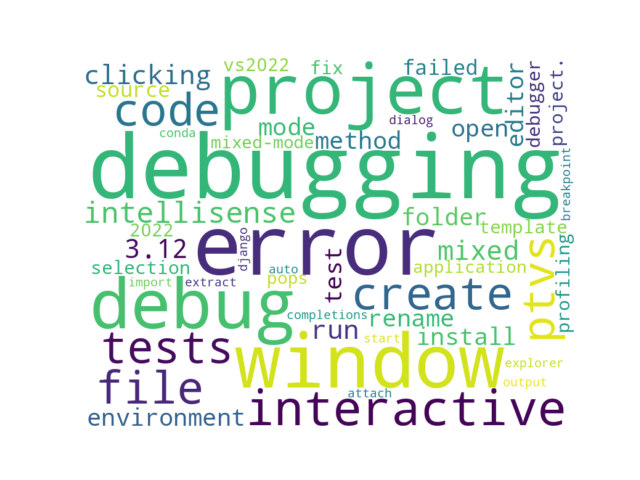 vs2022 fix failed
clicking project
source
code
dialog
editor
debugger
project.
conda mode open
mixed-mode method
debugging
breakpoint
intellisense folder
2022 template
3.12 error mixed
django
selection test application
auto pops
ptvs
profiling
import extract
debug create
completions rename
tests run start install
window
explorer
file output
attach
environment interactive